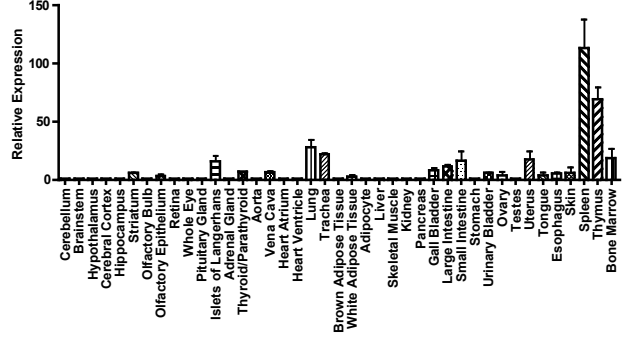 150
100
50
0
Relative Expression
Cerebellum
Brainstem
Hypothalamus
Cerebral Cortex
Hippocampus
Striatum
Olfactory Bulb
Olfactory Epithelium
Retina
Whole Eye
Pituitary Gland
Islets of Langerhans
Adrenal Gland
Thyroid/Parathyroid
Aorta
Vena Cava
Heart Atrium
Heart Ventricle
Lung
Trachea
Brown Adipose Tissue
White Adipose Tissue
Adipocyte
Liver
Skeletal Muscle
Kidney
Pancreas
Gall Bladder
Large Intestine
Small Intestine
Stomach
Urinary Bladder
Ovary
Testes
Uterus
Tongue
Esophagus
Skin
Spleen
Thymus
Bone Marrow